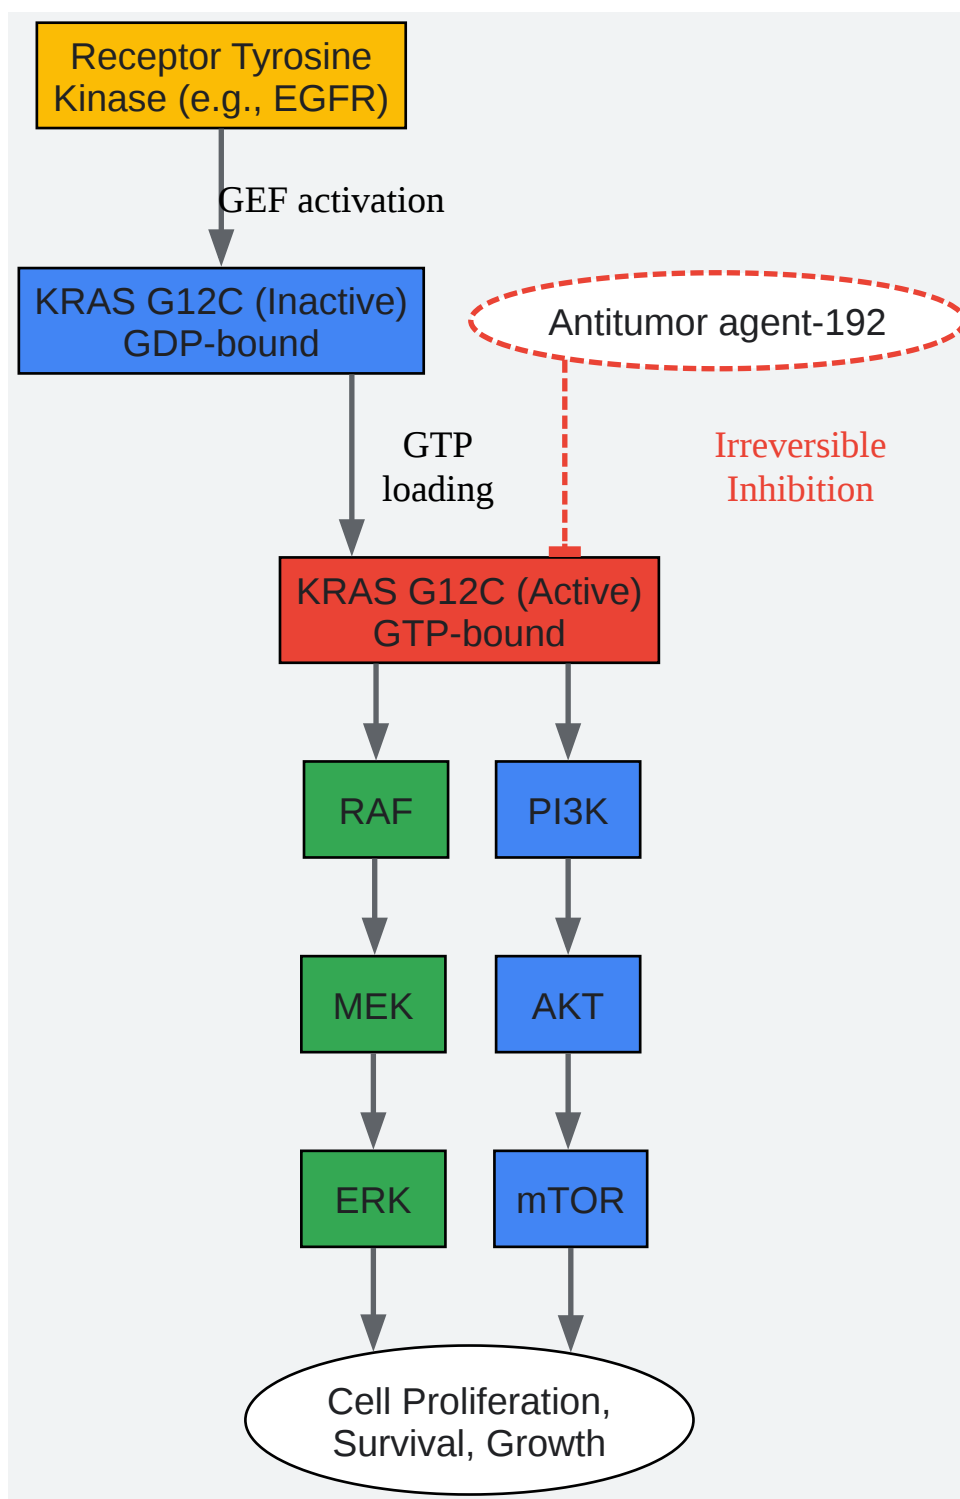 Receptor Tyrosine
Kinase (e.g., EGFR)
GEF activation
KRAS G12C (Inactive)
GDP-bound
Antitumor agent-192
GTP
loading
Irreversible
Inhibition
KRAS G12C (Active)
GTP-bound
RAF
PI3K
MEK
AKT
ERK
mTOR
Cell Proliferation,
Survival, Growth